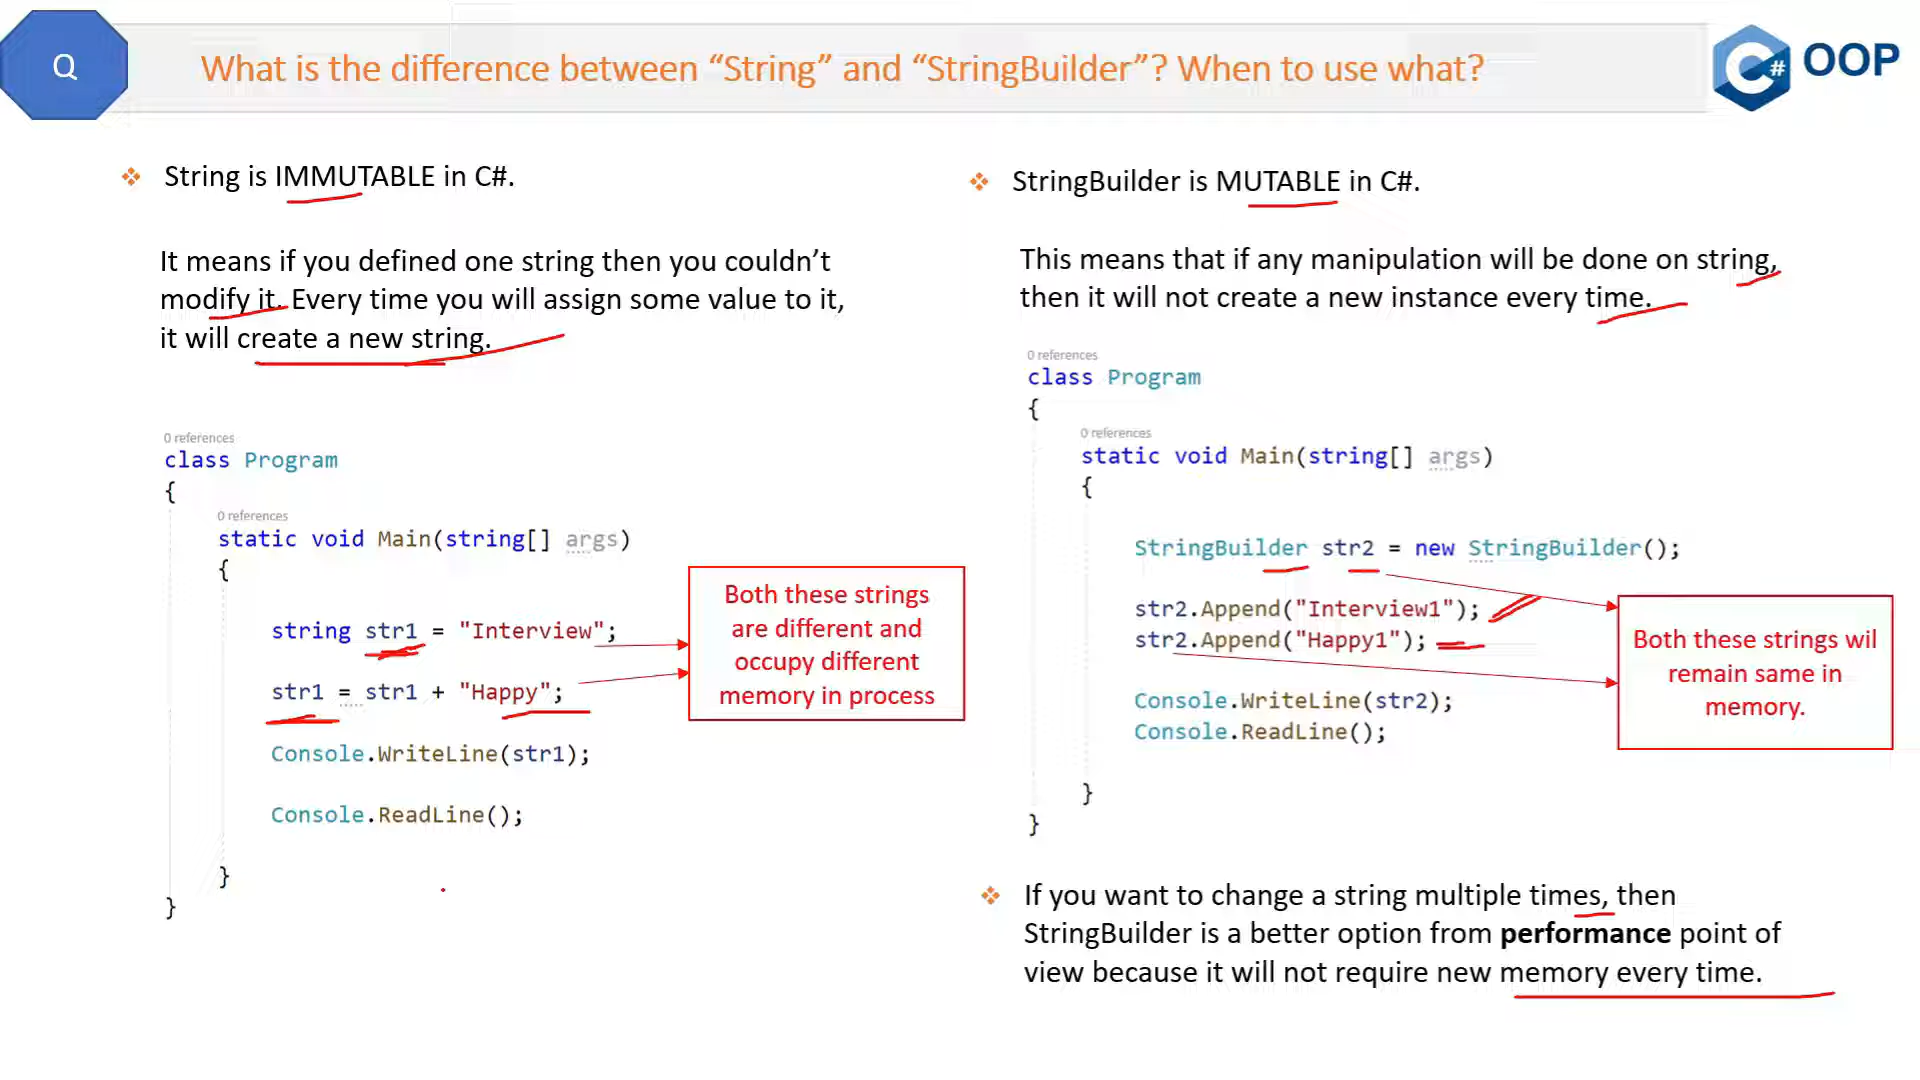 Q
What is the difference between “String” and “StringBuilder”? When to use what?
C# OOP
❖ String is IMMUTABLE in C#.
It means if you defined one string then you couldn’t
modify it. Every time you will assign some value to it,
it will create a new string.
0 references
class Program
{
0 references
static void Main(string[] args)
{
string str1 = "Interview";
str1 = str1 + "Happy";
Console.WriteLine(str1);
Console.ReadLine();
}
}
Both these strings
are different and
occupy different
memory in process
❖ StringBuilder is MUTABLE in C#.
This means that if any manipulation will be done on string,
then it will not create a new instance every time.
0 references
class Program
{
0 references
static void Main(string[] args)
{
StringBuilder str2 = new StringBuilder();
str2.Append("Interview1");
str2.Append("Happy1");
Console.WriteLine(str2);
Console.ReadLine();
}
}
Both these strings wil
remain same in
memory.
❖ If you want to change a string multiple times, then
StringBuilder is a better option from performance point of
view because it will not require new memory every time.